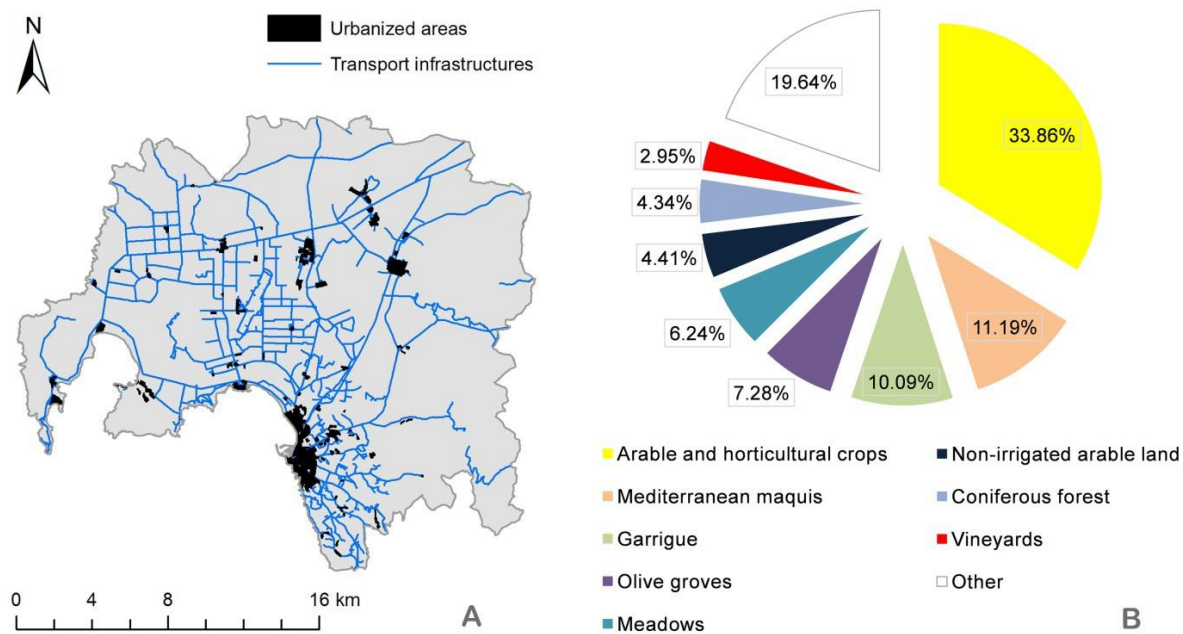 N
Urbanized areas
Transport infrastructures
0 4 8 16 km
A
19.64%
33.86%
2.95%
4.34%
4.41%
6.24%
7.28%
10.09%
11.19%
Arable and horticultural crops
Non-irrigated arable land
Mediterranean maquis
Coniferous forest
Garrigue
Vineyards
Olive groves
Other
Meadows
B